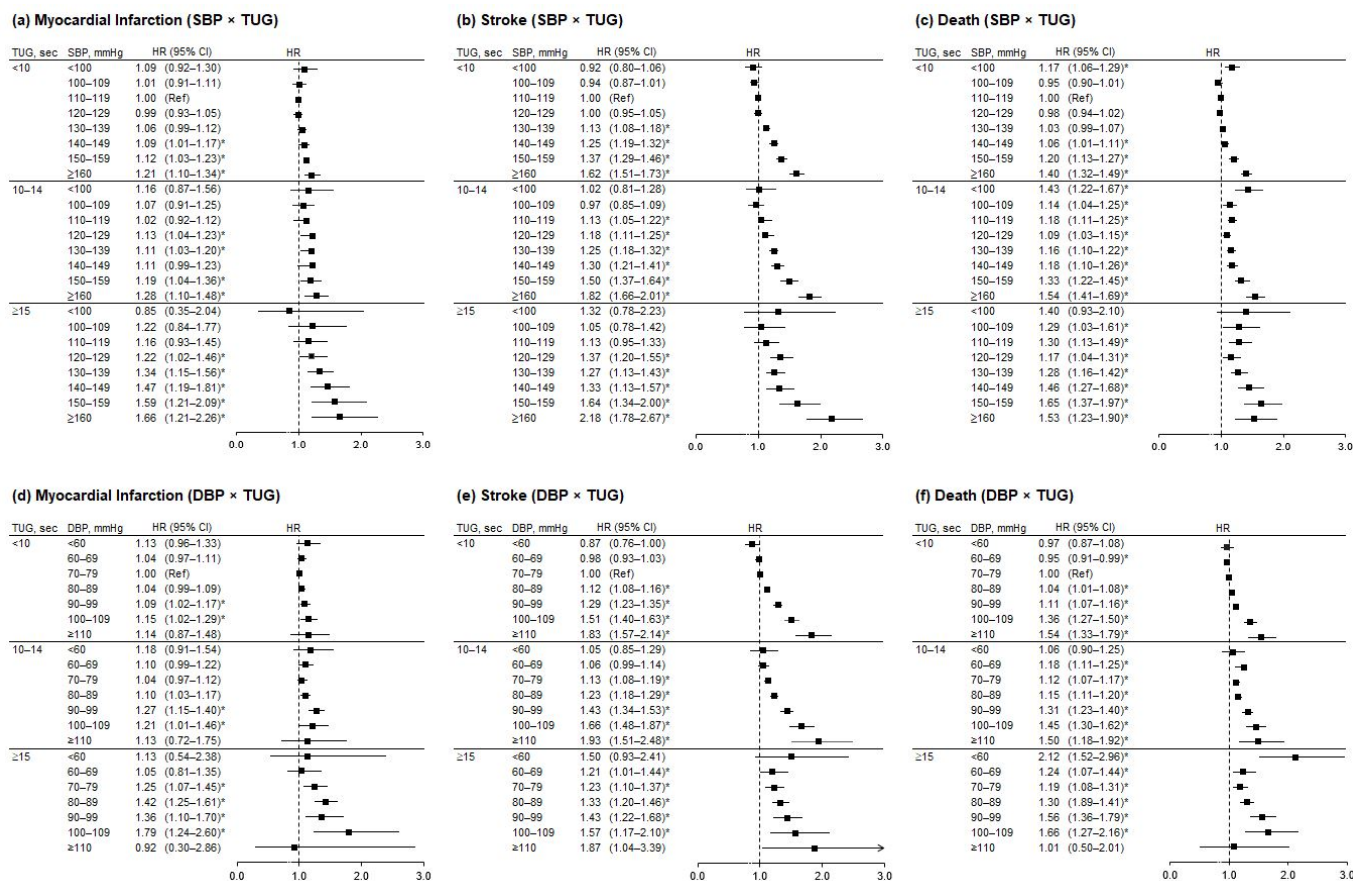 (a) Myocardial Infarction (SBP × TUG)
TUG, sec SBP, mmHg HR (95% CI) HR
<10 <100 1.09 (0.92–1.30)
100–109 1.01 (0.91–1.11)
110–119 1.00 (Ref)
120–129 0.99 (0.93–1.05)
130–139 1.06 (0.99–1.12)
140–149 1.09 (1.01–1.17)*
150–159 1.12 (1.03–1.23)*
≥160 1.21 (1.10–1.34)*
10–14 <100 1.16 (0.87–1.56)
100–109 1.07 (0.91–1.25)
110–119 1.02 (0.92–1.12)
120–129 1.13 (1.04–1.23)*
130–139 1.11 (1.03–1.20)*
140–149 1.11 (0.99–1.23)
150–159 1.19 (1.04–1.36)*
≥160 1.28 (1.10–1.48)*
≥15 <100 0.85 (0.35–2.04)
100–109 1.22 (0.84–1.77)
110–119 1.16 (0.93–1.45)
120–129 1.22 (1.02–1.46)*
130–139 1.34 (1.15–1.56)*
140–149 1.47 (1.19–1.81)*
150–159 1.59 (1.21–2.09)*
≥160 1.66 (1.21–2.26)*
0.0 1.0 2.0 3.0
(b) Stroke (SBP × TUG)
TUG, sec SBP, mmHg HR (95% CI) HR
<10 <100 0.92 (0.80–1.06)
100–109 0.94 (0.87–1.01)
110–119 1.00 (Ref)
120–129 1.00 (0.95–1.05)
130–139 1.13 (1.08–1.18)*
140–149 1.25 (1.19–1.32)*
150–159 1.37 (1.29–1.46)*
≥160 1.62 (1.51–1.73)*
10–14 <100 1.02 (0.81–1.28)
100–109 0.97 (0.85–1.09)
110–119 1.13 (1.05–1.22)*
120–129 1.18 (1.11–1.25)*
130–139 1.25 (1.18–1.32)*
140–149 1.30 (1.21–1.41)*
150–159 1.50 (1.37–1.64)*
≥160 1.82 (1.66–2.01)*
≥15 <100 1.32 (0.78–2.23)
100–109 1.05 (0.78–1.42)
110–119 1.13 (0.95–1.33)
120–129 1.37 (1.20–1.55)*
130–139 1.27 (1.13–1.43)*
140–149 1.33 (1.13–1.57)*
150–159 1.64 (1.34–2.00)*
≥160 2.18 (1.78–2.67)*
0.0 1.0 2.0 3.0
(c) Death (SBP × TUG)
TUG, sec SBP, mmHg HR (95% CI) HR
<10 <100 1.17 (1.06–1.29)*
100–109 0.95 (0.90–1.01)
110–119 1.00 (Ref)
120–129 0.98 (0.94–1.02)
130–139 1.03 (0.99–1.07)
140–149 1.06 (1.01–1.11)*
150–159 1.20 (1.13–1.27)*
≥160 1.40 (1.32–1.49)*
10–14 <100 1.43 (1.22–1.67)*
100–109 1.14 (1.04–1.25)*
110–119 1.18 (1.11–1.25)*
120–129 1.09 (1.03–1.15)*
130–139 1.16 (1.10–1.22)*
140–149 1.18 (1.10–1.26)*
150–159 1.33 (1.22–1.45)*
≥160 1.54 (1.41–1.69)*
≥15 <100 1.40 (0.93–2.10)
100–109 1.29 (1.03–1.61)*
110–119 1.30 (1.13–1.49)*
120–129 1.17 (1.04–1.31)*
130–139 1.28 (1.16–1.42)*
140–149 1.46 (1.27–1.68)*
150–159 1.65 (1.37–1.97)*
≥160 1.53 (1.23–1.90)*
0.0 1.0 2.0 3.0
(d) Myocardial Infarction (DBP × TUG)
TUG, sec DBP, mmHg HR (95% CI) HR
<10 <60 1.13 (0.96–1.33)
60–69 1.04 (0.97–1.11)
70–79 1.00 (Ref)
80–89 1.04 (0.99–1.09)
90–99 1.09 (1.02–1.17)*
100–109 1.15 (1.02–1.29)*
≥110 1.14 (0.87–1.48)
10–14 <60 1.18 (0.91–1.54)
60–69 1.10 (0.99–1.22)
70–79 1.04 (0.97–1.12)
80–89 1.10 (1.03–1.17)
90–99 1.27 (1.15–1.40)*
100–109 1.21 (1.01–1.46)*
≥110 1.13 (0.72–1.75)
≥15 <60 1.13 (0.54–2.38)
60–69 1.05 (0.81–1.35)
70–79 1.25 (1.07–1.45)*
80–89 1.42 (1.25–1.61)*
90–99 1.36 (1.10–1.70)*
100–109 1.79 (1.24–2.60)*
≥110 0.92 (0.30–2.86)
0.0 1.0 2.0 3.0
(e) Stroke (DBP × TUG)
TUG, sec DBP, mmHg HR (95% CI) HR
<10 <60 0.87 (0.76–1.00)
60–69 0.98 (0.93–1.03)
70–79 1.00 (Ref)
80–89 1.12 (1.08–1.16)*
90–99 1.29 (1.23–1.35)*
100–109 1.51 (1.40–1.63)*
≥110 1.83 (1.57–2.14)*
10–14 <60 1.05 (0.85–1.29)
60–69 1.06 (0.99–1.14)
70–79 1.13 (1.08–1.19)*
80–89 1.23 (1.18–1.29)*
90–99 1.43 (1.34–1.53)*
100–109 1.66 (1.48–1.87)*
≥110 1.93 (1.51–2.48)*
≥15 <60 1.50 (0.93–2.41)
60–69 1.21 (1.01–1.44)*
70–79 1.23 (1.10–1.37)*
80–89 1.33 (1.20–1.46)*
90–99 1.43 (1.22–1.68)*
100–109 1.57 (1.17–2.10)*
≥110 1.87 (1.04–3.39)
0.0 1.0 2.0 3.0
(f) Death (DBP × TUG)
TUG, sec DBP, mmHg HR (95% CI) HR
<10 <60 0.97 (0.87–1.08)
60–69 0.95 (0.91–0.99)*
70–79 1.00 (Ref)
80–89 1.04 (1.01–1.08)*
90–99 1.11 (1.07–1.16)*
100–109 1.36 (1.27–1.50)*
≥110 1.54 (1.33–1.79)*
10–14 <60 1.06 (0.90–1.25)
60–69 1.18 (1.11–1.25)*
70–79 1.12 (1.07–1.17)*
80–89 1.15 (1.11–1.20)*
90–99 1.31 (1.23–1.40)*
100–109 1.45 (1.30–1.62)*
≥110 1.50 (1.18–1.92)*
≥15 <60 2.12 (1.52–2.96)*
60–69 1.24 (1.07–1.44)*
70–79 1.19 (1.08–1.31)*
80–89 1.30 (1.89–1.41)*
90–99 1.56 (1.36–1.79)*
100–109 1.66 (1.27–2.16)*
≥110 1.01 (0.50–2.01)
0.0 1.0 2.0 3.0